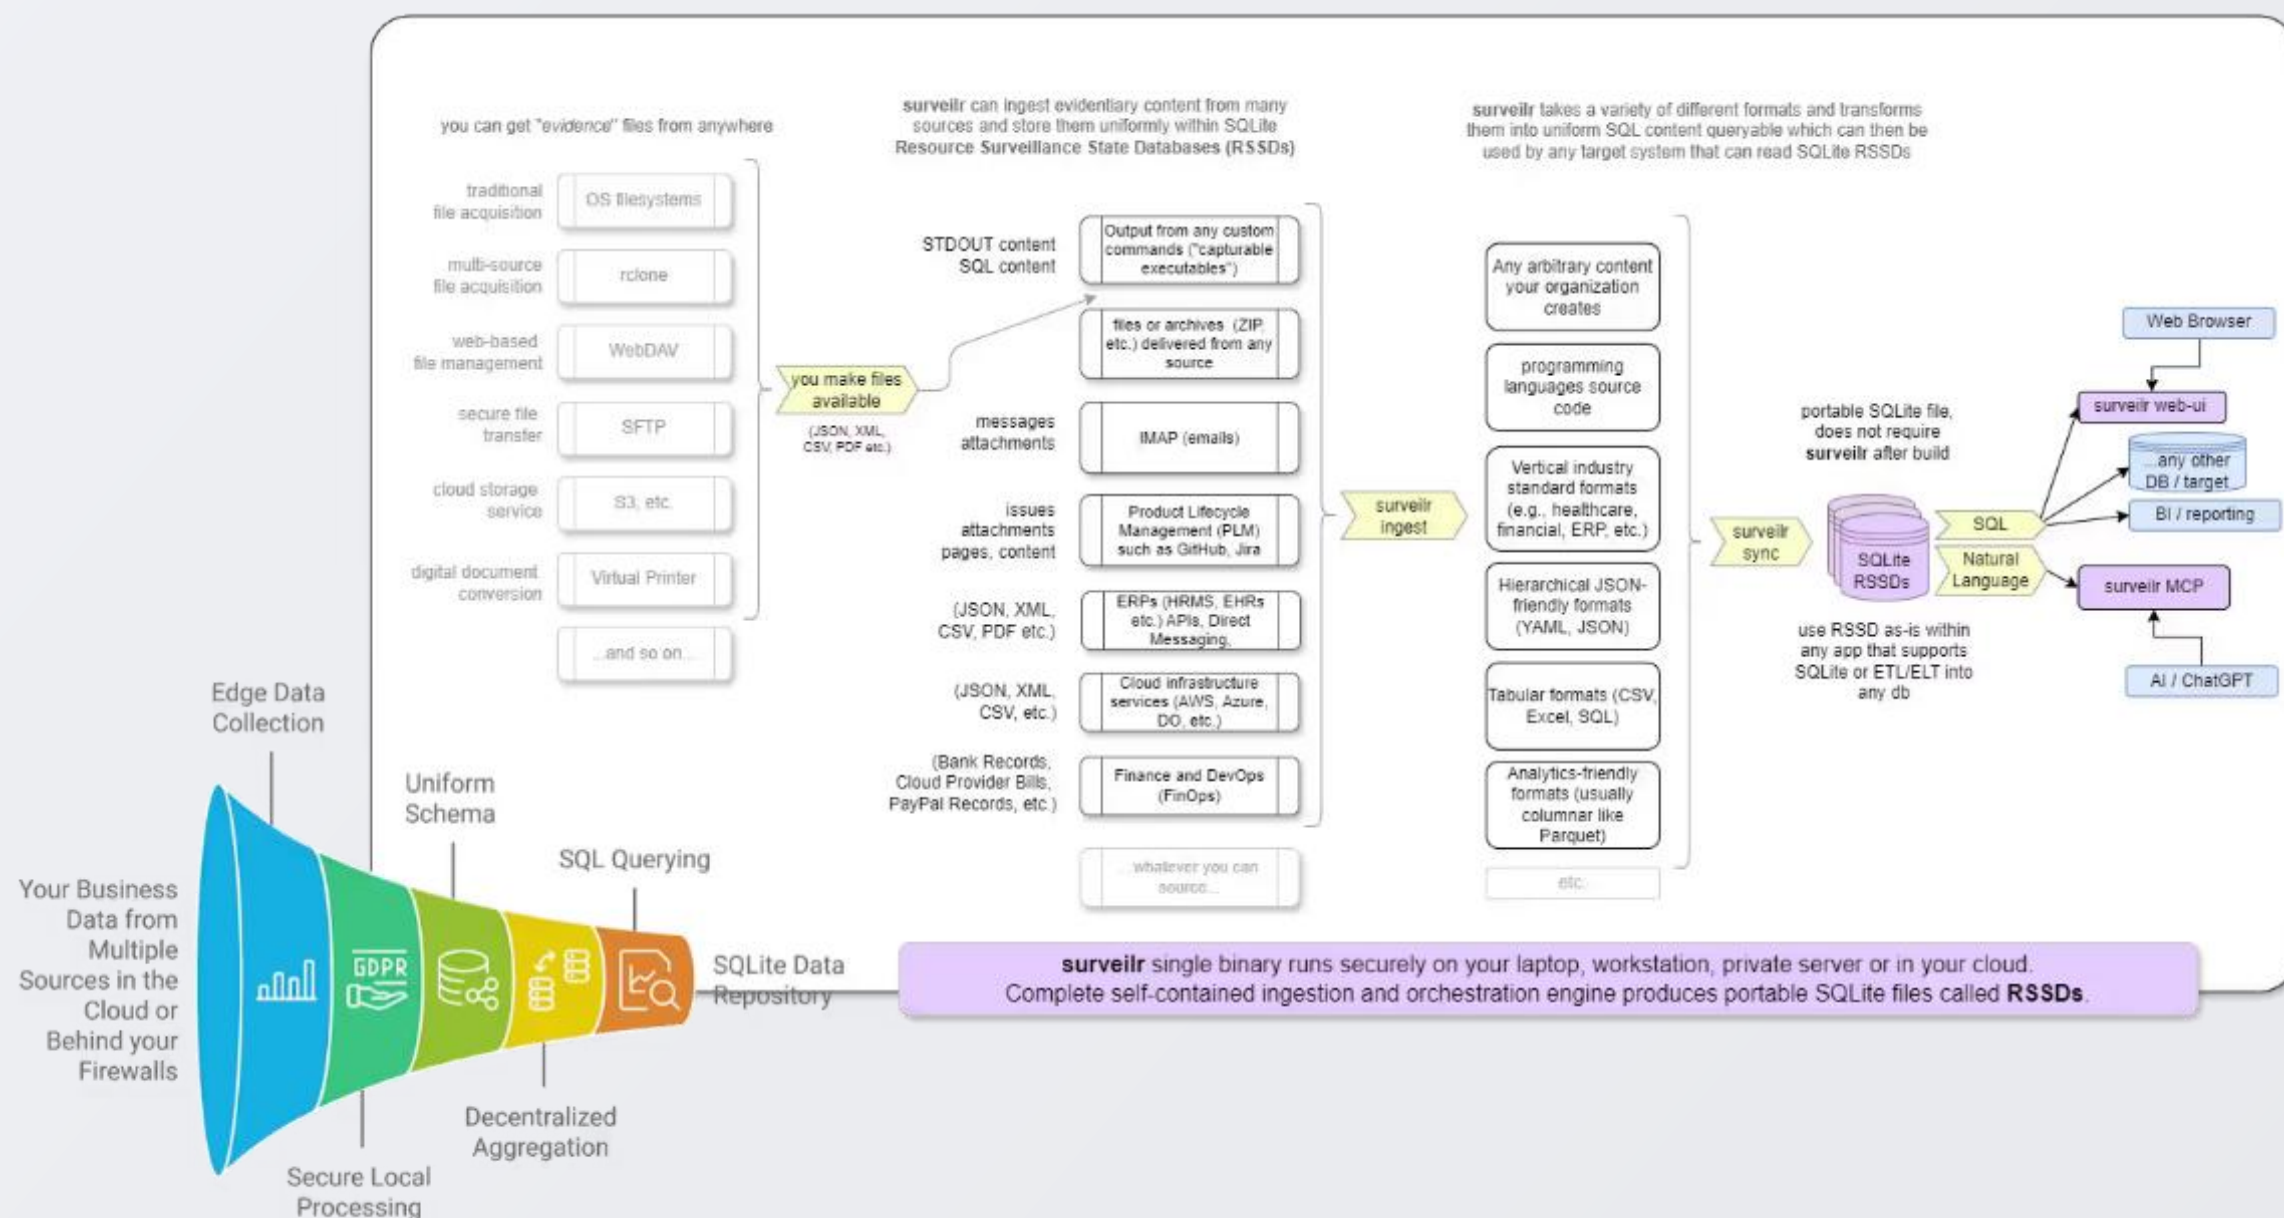 you can get "evidence" files from anywhere
traditional
file acquisition
OS filesystems
multi-source
file acquisition
rclone
web-based
file management
WebDAV
secure file
transfer
SFTP
cloud storage
service
S3, etc.
digital document
conversion
Virtual Printer
...and so on...
you make files
available
(JSON, XML,
CSV, PDF etc.)
surveilr can ingest evidentiary content from many
sources and store them uniformly within SQLite
Resource Surveillance State Databases (RSSDs)
STDOUT content
SQL content
Output from any custom
commands ("capturable
executables")
files or archives (ZIP,
etc.) delivered from any
source
messages
attachments
IMAP (emails)
issues
attachments
pages, content
Product Lifecycle
Management (PLM)
such as GitHub, Jira
(JSON, XML,
CSV, PDF etc.)
ERPs (HRMS, EHRs
etc.) APIs, Direct
Messaging,
(JSON, XML,
CSV, etc.)
Cloud infrastructure
services (AWS, Azure,
DO, etc.)
(Bank Records,
Cloud Provider Bills,
PayPal Records, etc.)
Finance and DevOps
(FinOps)
...whatever you can
source...
surveilr
ingest
surveilr takes a variety of different formats and transforms
them into uniform SQL content queryable which can then be
used by any target system that can read SQLite RSSDs
Any arbitrary content
your organization
creates
programming
languages source
code
Vertical industry
standard formats
(e.g., healthcare,
financial, ERP, etc.)
Hierarchical JSON-
friendly formats
(YAML, JSON)
Tabular formats (CSV,
Excel, SQL)
Analytics-friendly
formats (usually
columnar like
Parquet)
etc.
surveilr
sync
portable SQLite file,
does not require
surveilr after build
SQLite
RSSDs
use RSSD as-is within
any app that supports
SQLite or ETL/ELT into
any db
SQL
Natural
Language
Web Browser
surveilr web-ui
...any other
DB / target
BI / reporting
surveilr MCP
AI / ChatGPT
Edge Data
Collection
Uniform
Schema
SQL Querying
Your Business
Data from
Multiple
Sources in the
Cloud or
Behind your
Firewalls
GDPR
SQLite Data
Repository
Decentralized
Aggregation
Secure Local
Processing
surveilr single binary runs securely on your laptop, workstation, private server or in your cloud.
Complete self-contained ingestion and orchestration engine produces portable SQLite files called RSSDs.